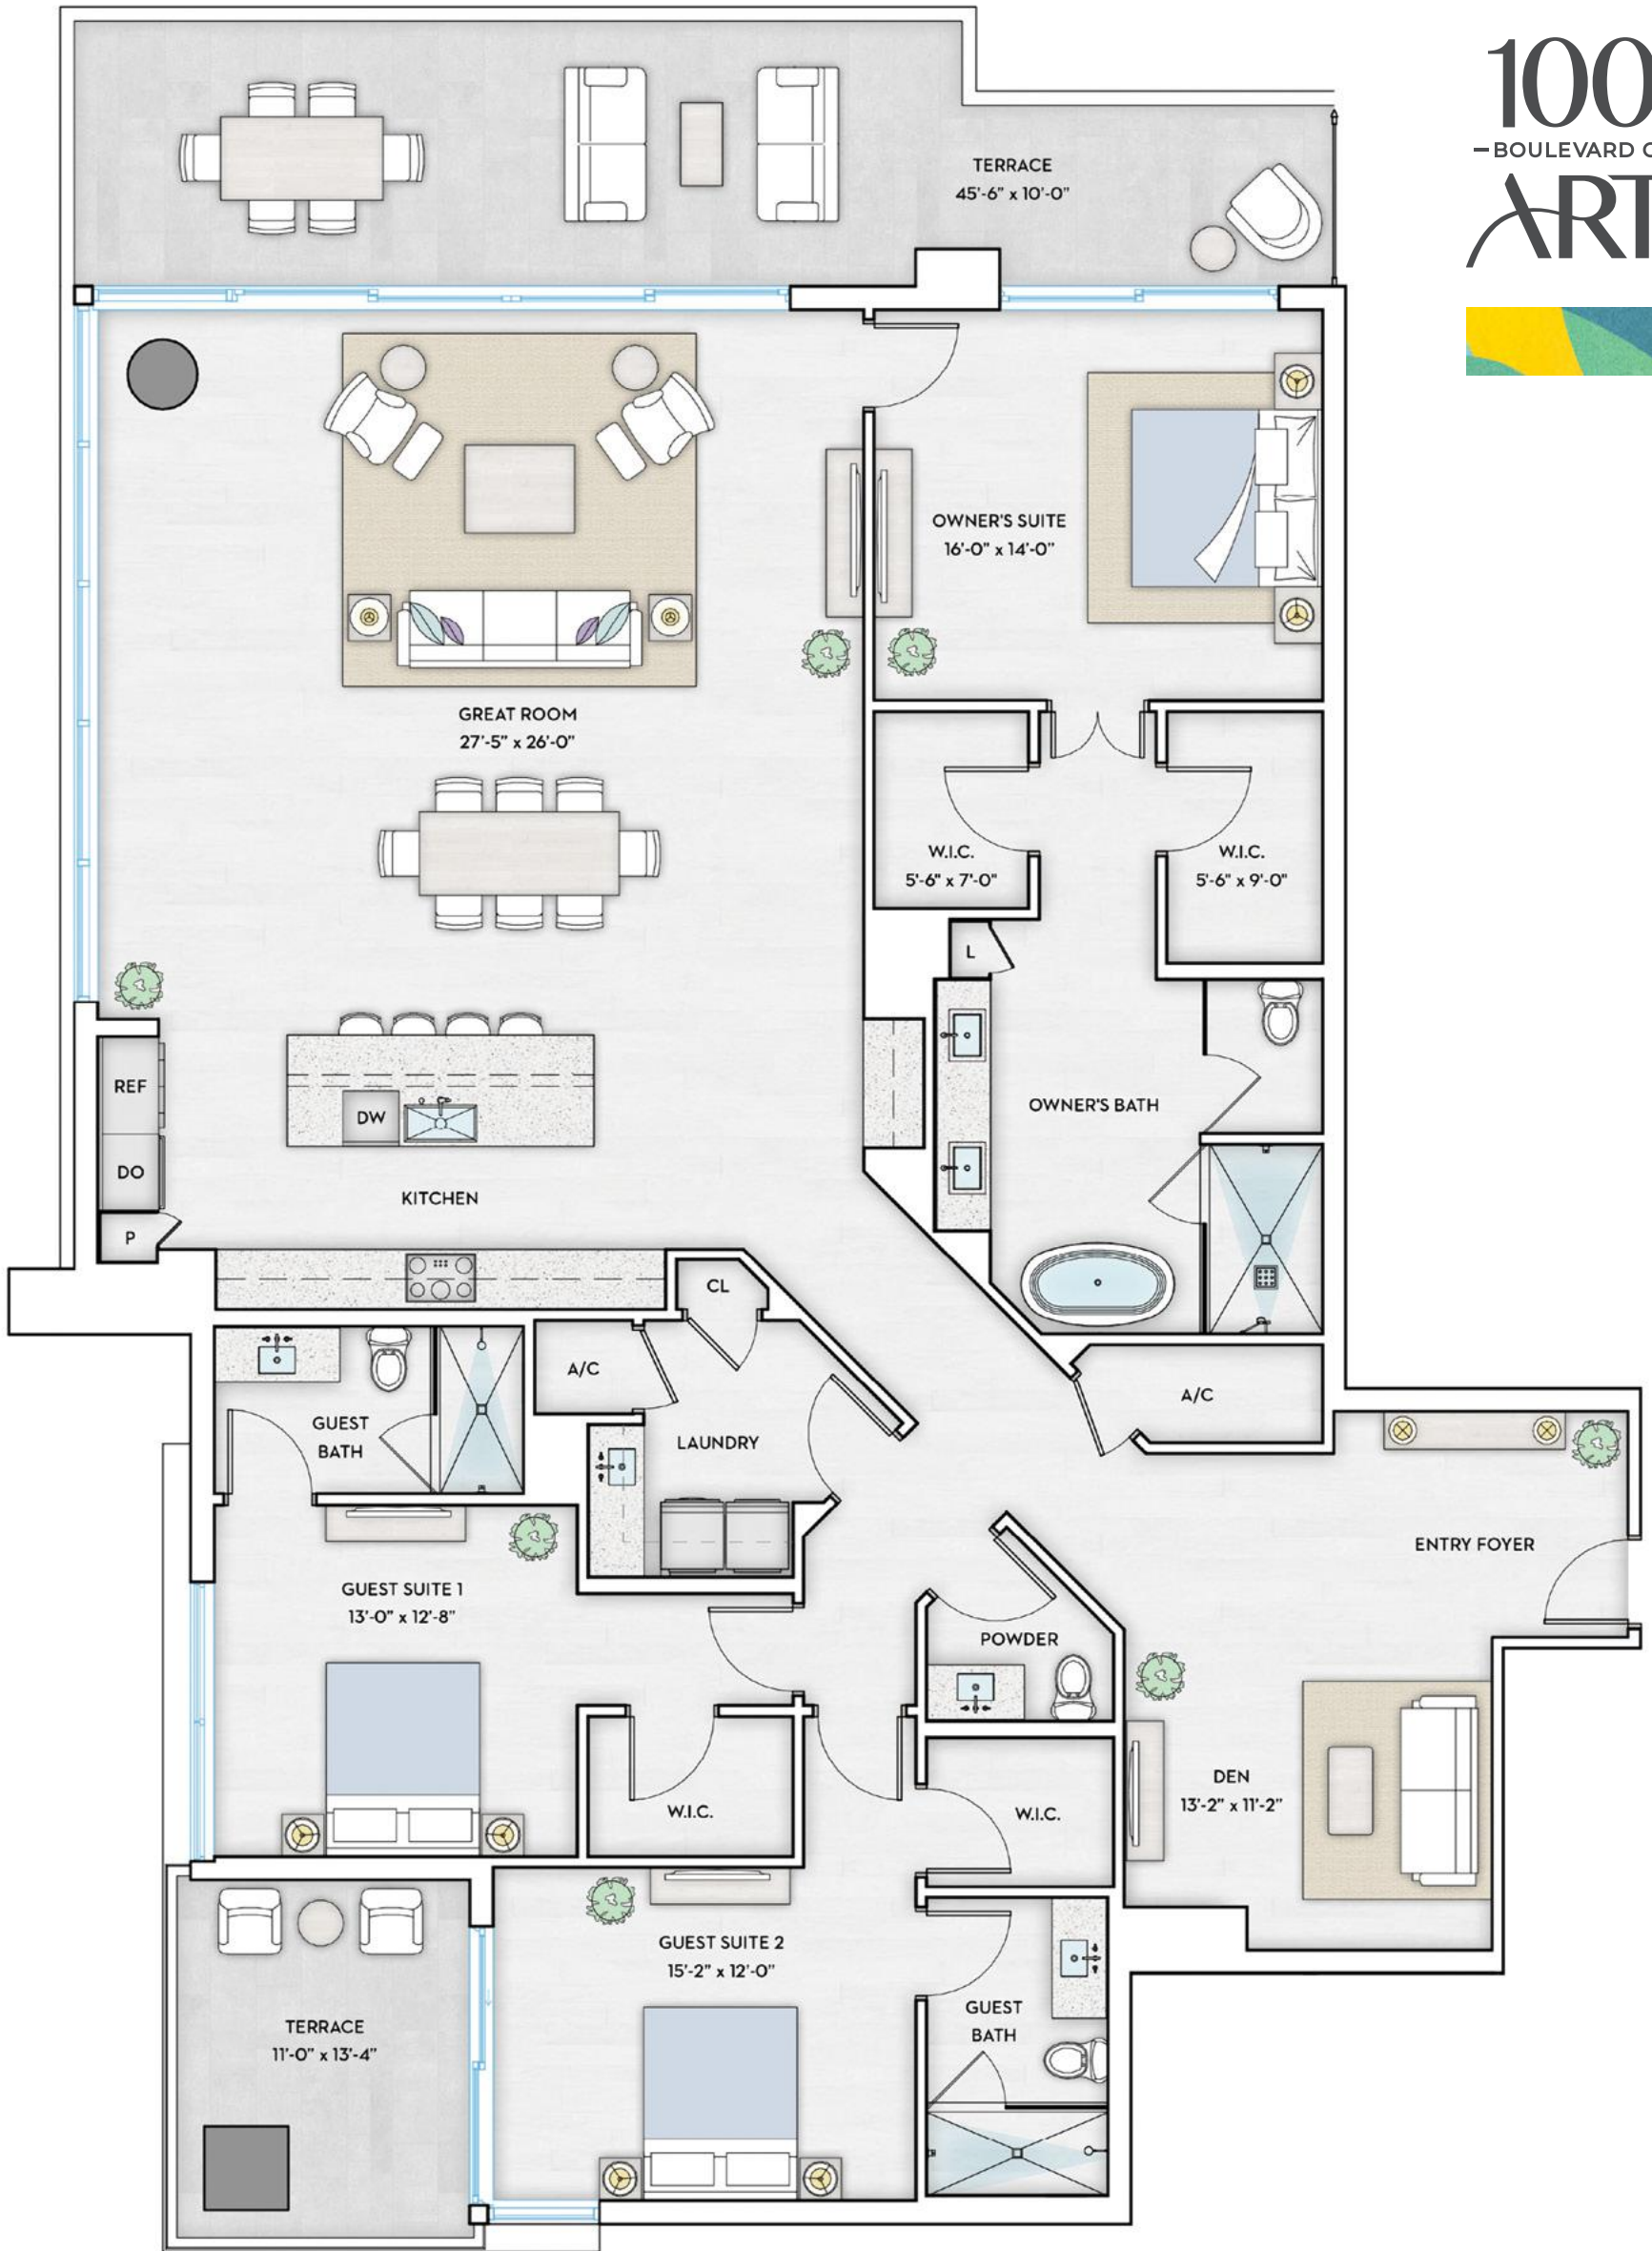 100
BOULEVARD O
ART
TERRACE
45'-6" x 10'-0"
OWNER'S SUITE
16'-0" x 14'-0"
GREAT ROOM
27'-5" x 26'-0"
W.I.C.
5'-6" x 7'-0"
W.I.C.
5'-6" x 9'-0"
L
REF
DW
OWNER'S BATH
DO
KITCHEN
P
CL
A/C
A/C
GUEST
BATH
LAUNDRY
ENTRY FOYER
GUEST SUITE 1
13'-0" x 12'-8"
POWDER
DEN
13'-2" x 11'-2"
W.I.C.
W.I.C.
GUEST SUITE 2
15'-2" x 12'-0"
GUEST
BATH
TERRACE
11'-0" x 13'-4"